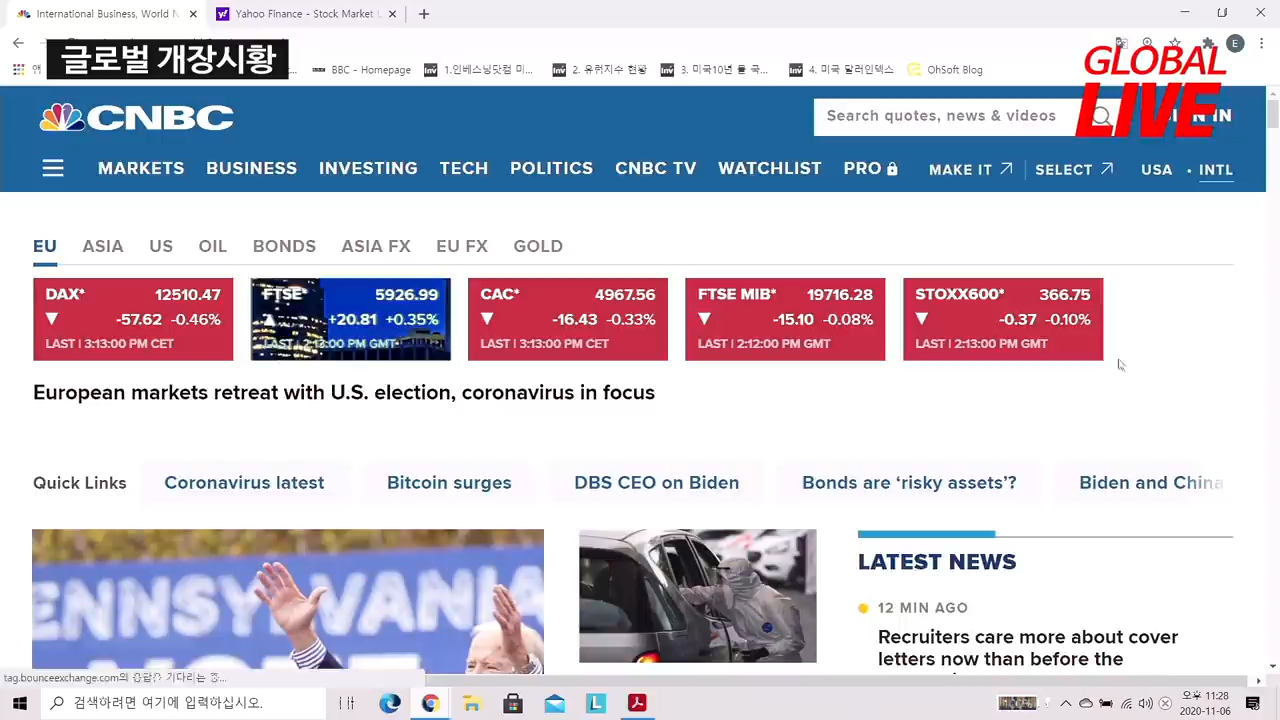 International Business, World N
Yahoo Finance - Stock Market L
글로벌 개장시황
BBC - Homepage
1.인베스닝닷컴 미...
2. 유럽지수 현황
3. 미국10년 물 국...
4. 미국 달러인덱스
OhSoft Blog
E
GLOBAL
LIVE
CNBC
Search quotes, news & videos
SIGN IN
MARKETS BUSINESS INVESTING TECH POLITICS CNBC TV WATCHLIST PRO MAKE IT SELECT USA • INTL
EU ASIA US OIL BONDS ASIA FX EU FX GOLD
DAX* 12510.47
-57.62 -0.46%
LAST | 3:13:00 PM CET
FTSE* 5926.99
+20.81 +0.35%
LAST | 2:13:00 PM GMT
CAC* 4967.56
-16.43 -0.33%
LAST | 3:13:00 PM CET
FTSE MIB* 19716.28
-15.10 -0.08%
LAST | 2:12:00 PM GMT
STOXX600* 366.75
-0.37 -0.10%
LAST | 2:13:00 PM GMT
European markets retreat with U.S. election, coronavirus in focus
Quick Links Coronavirus latest Bitcoin surges DBS CEO on Biden Bonds are ‘risky assets’? Biden and China
ENNSYLVAN
LATEST NEWS
12 MIN AGO
Recruiters care more about cover
letters now than before the
검색하려면 여기에 입력하십시오.
오후 11:28
2020-11-06